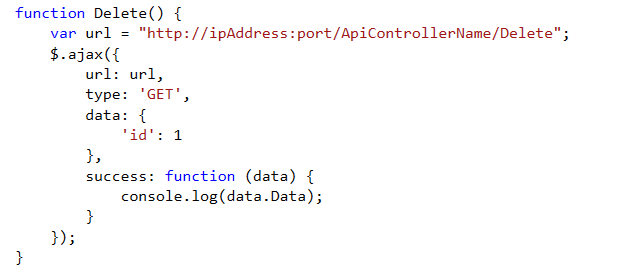 function Delete() {
    var url = "http://ipAddress:port/ApiControllerName/Delete";
    $.ajax({
        url: url,
        type: 'GET',
        data: {
            'id': 1
        },
        success: function (data) {
            console.log(data.Data);
        }
    });
}